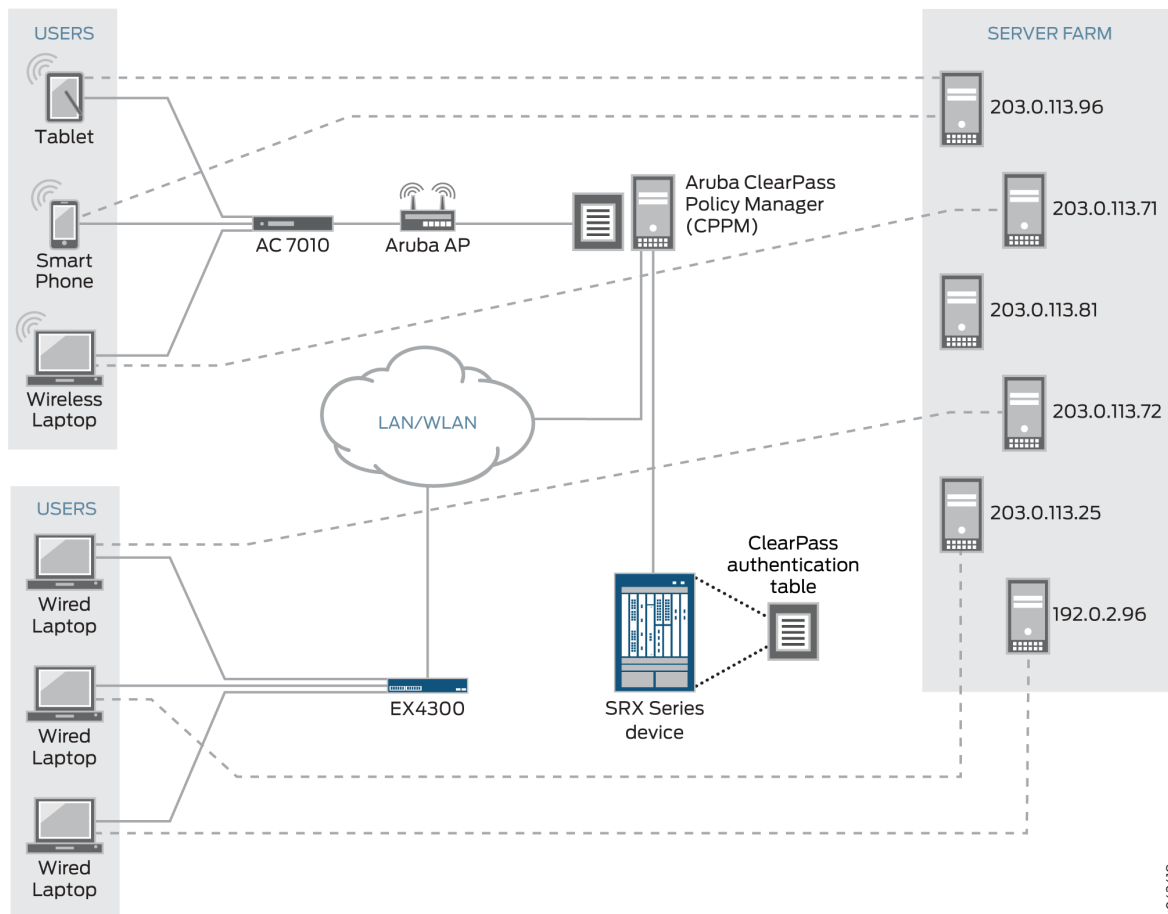 USERS
Tablet
Smart
Phone
Wireless
Laptop
AC 7010
Aruba AP
Aruba ClearPass
Policy Manager
(CPPM)
LAN/WLAN
USERS
Wired
Laptop
Wired
Laptop
Wired
Laptop
EX4300
SRX Series
device
ClearPass
authentication
table
SERVER FARM
203.0.113.96
203.0.113.71
203.0.113.81
203.0.113.72
203.0.113.25
192.0.2.96